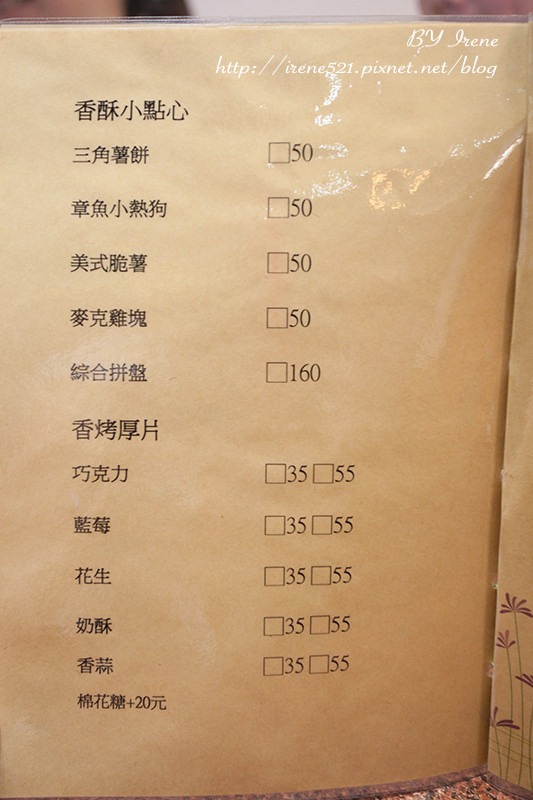 BY Irene
http://irene521.pixnet.net/blog
香酥小點心
三角薯餅 □50
章魚小熱狗 □50
美式脆薯 □50
麥克雞塊 □50
綜合拼盤 □160
香烤厚片
巧克力 □35 □55
藍莓 □35 □55
花生 □35 □55
奶酥 □35 □55
香蒜 □35 □55
棉花糖+20元